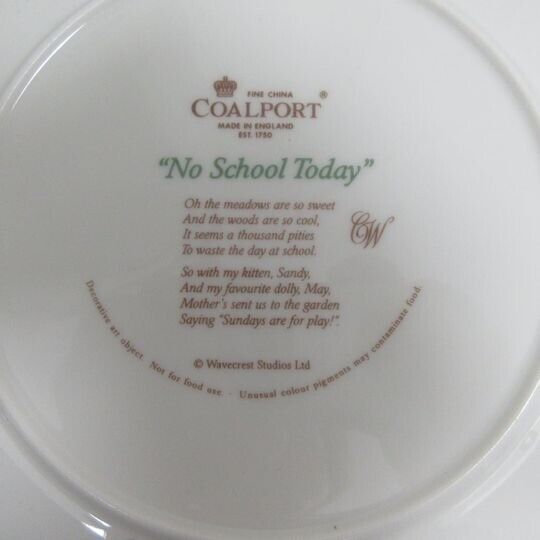 FINE CHINA ®
COALPORT
MADE IN ENGLAND
EST. 1750
“No School Today”
Oh the meadows are so sweet
And the woods are so cool,
It seems a thousand pities
To waste the day at school.
CW
So with my kitten, Sandy,
And my favourite dolly, May,
Mother's sent us to the garden
Saying "Sundays are for play!".
© Wavecrest Studios Ltd
Decorative art object. Not for food use. · Unusual colour pigments may contaminate food.